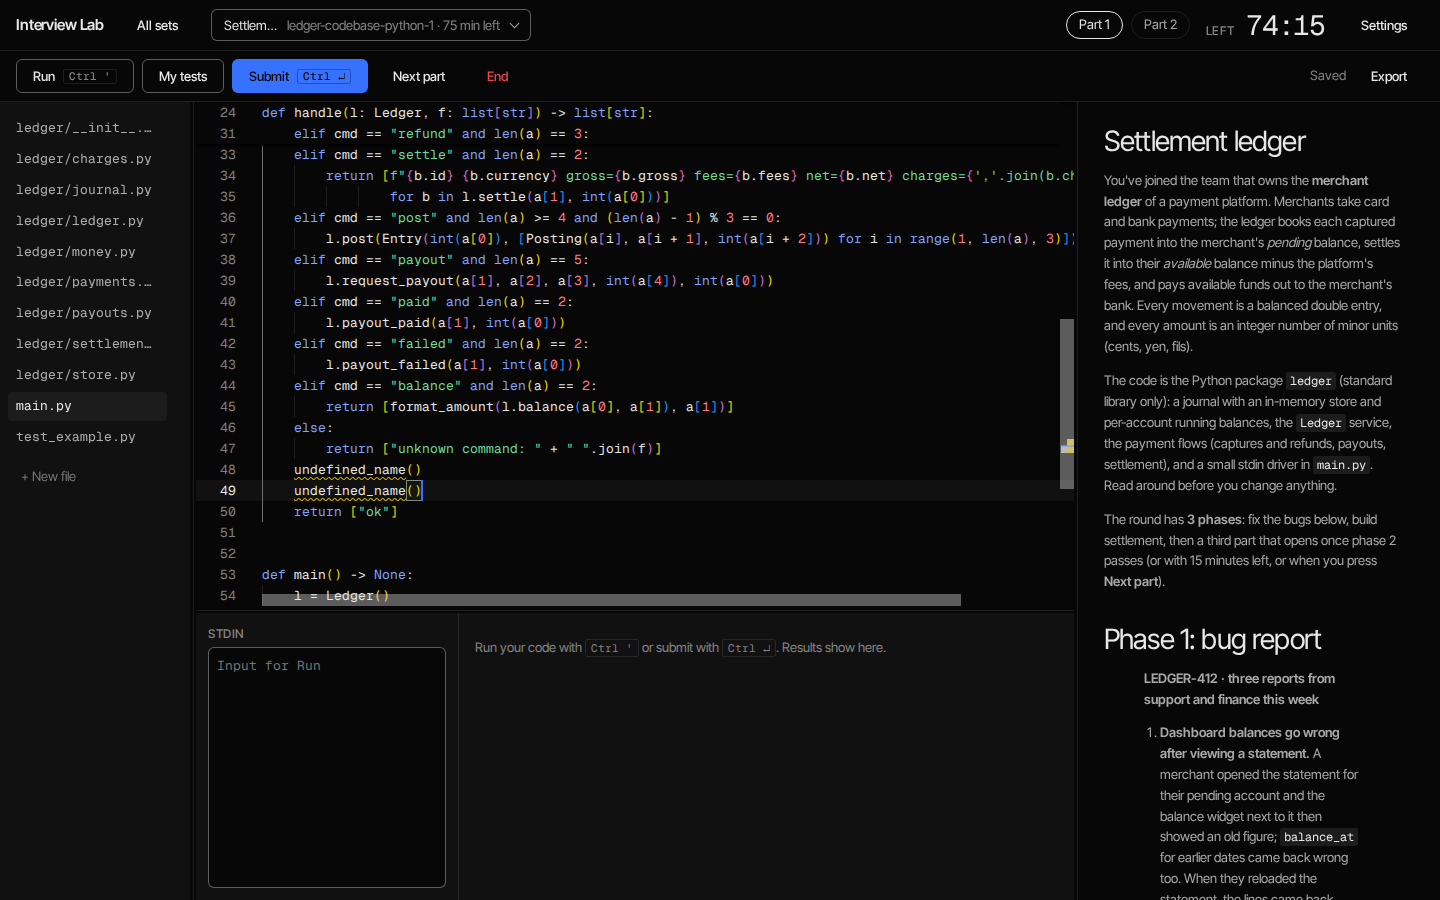 Interview Lab
All sets
Settlem... ledger-codebase-python-1 · 75 min left
Part 1
Part 2
LEFT 74:15
Settings
Run Ctrl '
My tests
Submit Ctrl ↵
Next part
End
Saved
Export
ledger/__init__.…
ledger/charges.py
ledger/journal.py
ledger/ledger.py
ledger/money.py
ledger/payments.…
ledger/payouts.py
ledger/settlemen…
ledger/store.py
main.py
test_example.py
+ New file
24 def handle(l: Ledger, f: list[str]) -> list[str]:
31 elif cmd == "refund" and len(a) == 3:
33 elif cmd == "settle" and len(a) == 2:
34 return [f"{b.id} {b.currency} gross={b.gross} fees={b.fees} net={b.net} charges={','.join(b.ch
35 for b in l.settle(a[1], int(a[0]))]
36 elif cmd == "post" and len(a) >= 4 and (len(a) - 1) % 3 == 0:
37 l.post(Entry(int(a[0]), [Posting(a[i], a[i + 1], int(a[i + 2])) for i in range(1, len(a), 3)])
38 elif cmd == "payout" and len(a) == 5:
39 l.request_payout(a[1], a[2], a[3], int(a[4]), int(a[0]))
40 elif cmd == "paid" and len(a) == 2:
41 l.payout_paid(a[1], int(a[0]))
42 elif cmd == "failed" and len(a) == 2:
43 l.payout_failed(a[1], int(a[0]))
44 elif cmd == "balance" and len(a) == 2:
45 return [format_amount(l.balance(a[0], a[1]), a[1])]
46 else:
47 return ["unknown command: " + " ".join(f)]
48 undefined_name()
49 undefined_name()
50 return ["ok"]
51
52
53 def main() -> None:
54 l = Ledger()
STDIN
Input for Run
Run your code with Ctrl ' or submit with Ctrl ↵. Results show here.
Settlement ledger
You've joined the team that owns the merchant
ledger of a payment platform. Merchants take card
and bank payments; the ledger books each captured
payment into the merchant's pending balance, settles
it into their available balance minus the platform's
fees, and pays available funds out to the merchant's
bank. Every movement is a balanced double entry,
and every amount is an integer number of minor units
(cents, yen, fils).
The code is the Python package ledger (standard
library only): a journal with an in-memory store and
per-account running balances, the Ledger service,
the payment flows (captures and refunds, payouts,
settlement), and a small stdin driver in main.py.
Read around before you change anything.
The round has 3 phases: fix the bugs below, build
settlement, then a third part that opens once phase 2
passes (or with 15 minutes left, or when you press
Next part).
Phase 1: bug report
LEDGER-412 · three reports from
support and finance this week
1. Dashboard balances go wrong
after viewing a statement. A
merchant opened the statement for
their pending account and the
balance widget next to it then
showed an old figure; balance_at
for earlier dates came back wrong
too. When they reloaded the
statement, the lines came back